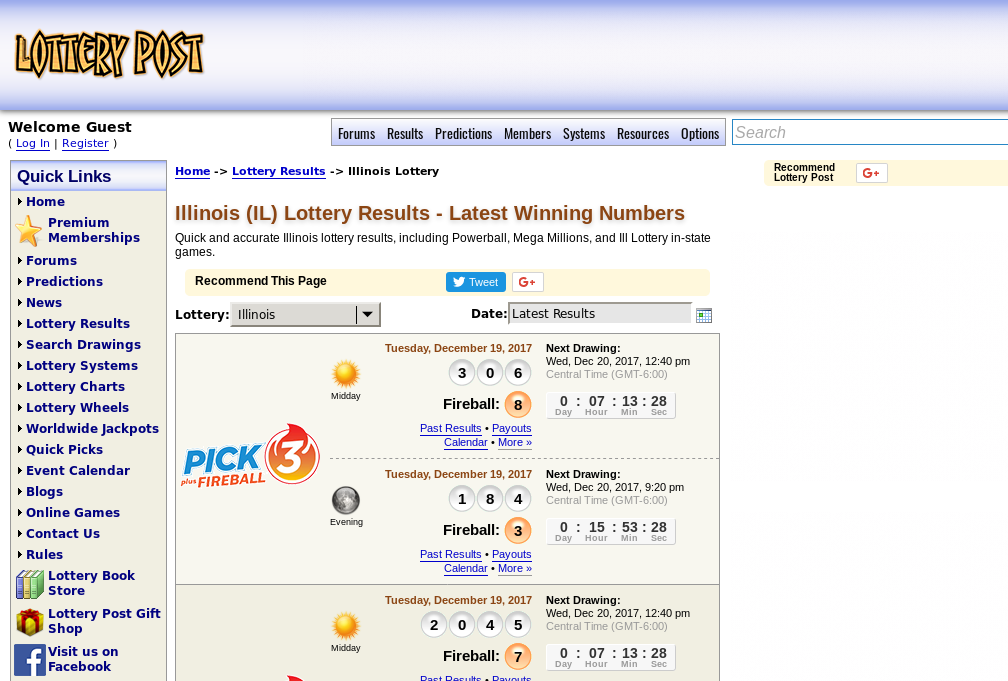 LOTTERY POST
Welcome Guest
( Log In | Register )
Forums Results Predictions Members Systems Resources Options
Search
Quick Links
Home
Premium
Memberships
Forums
Predictions
News
Lottery Results
Search Drawings
Lottery Systems
Lottery Charts
Lottery Wheels
Worldwide Jackpots
Quick Picks
Event Calendar
Blogs
Online Games
Contact Us
Rules
Lottery Book
Store
Lottery Post Gift
Shop
Visit us on
Facebook
Home -> Lottery Results -> Illinois Lottery
Recommend
Lottery Post
G+
Illinois (IL) Lottery Results - Latest Winning Numbers
Quick and accurate Illinois lottery results, including Powerball, Mega Millions, and Ill Lottery in-state
games.
Recommend This Page
Tweet
G+
Lottery: Illinois
Date: Latest Results
PICK 3
plus FIREBALL
Midday
Tuesday, December 19, 2017
3 0 6
Fireball: 8
Past Results • Payouts
Calendar • More »
Next Drawing:
Wed, Dec 20, 2017, 12:40 pm
Central Time (GMT-6:00)
0 : 07 : 13 : 28
Day Hour Min Sec
Evening
Tuesday, December 19, 2017
1 8 4
Fireball: 3
Past Results • Payouts
Calendar • More »
Next Drawing:
Wed, Dec 20, 2017, 9:20 pm
Central Time (GMT-6:00)
0 : 15 : 53 : 28
Day Hour Min Sec
Midday
Tuesday, December 19, 2017
2 0 4 5
Fireball: 7
Past Results • Payouts
Next Drawing:
Wed, Dec 20, 2017, 12:40 pm
Central Time (GMT-6:00)
0 : 07 : 13 : 28
Day Hour Min Sec